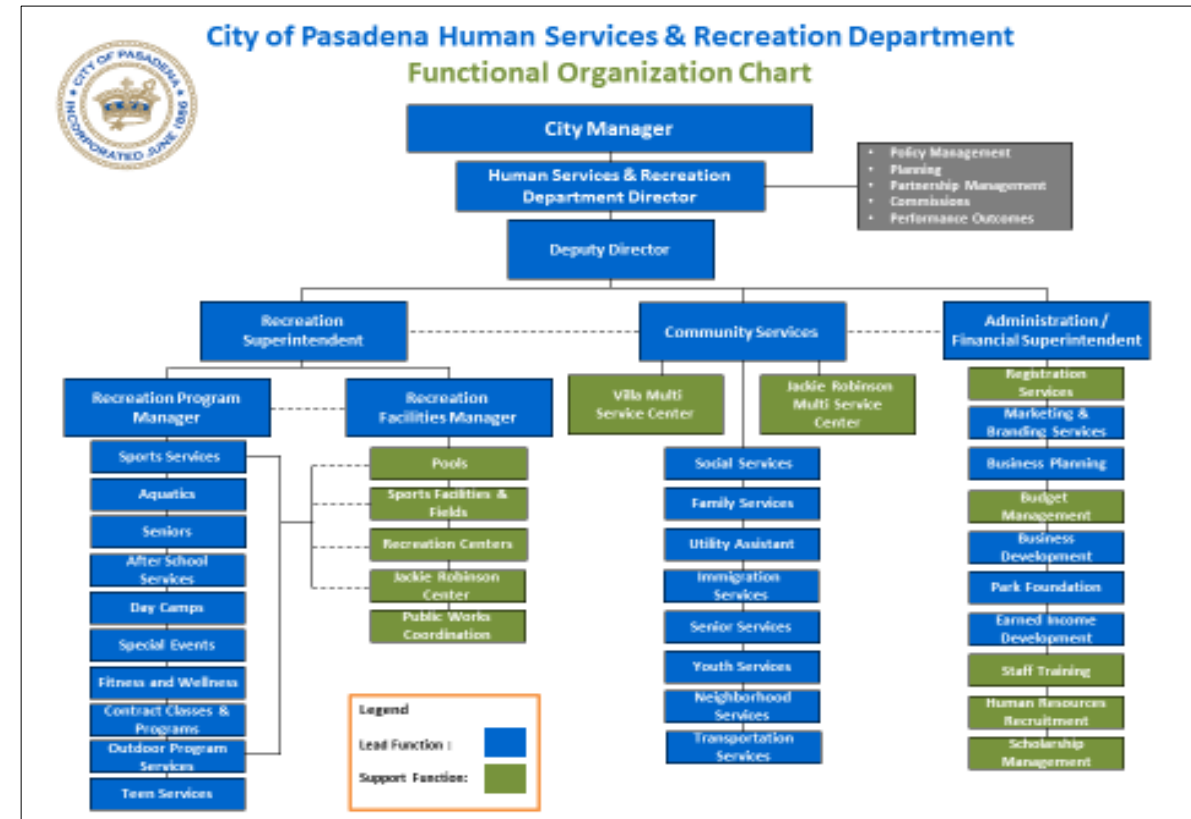 City of Pasadena Human Services & Recreation Department
Functional Organization Chart
CITY OF PASADENA
INCORPORATED JUNE 1886
City Manager
Human Services & Recreation
Department Director
• Policy Management
• Planning
• Partnership Management
• Commissions
• Performance Outcomes
Deputy Director
Recreation
Superintendent
Community Services
Administration /
Financial Superintendent
Recreation Program
Manager
Recreation
Facilities Manager
Villa Multi
Service Center
Jackie Robinson
Multi Service
Center
Sports Services
Aquatics
Seniors
After School
Services
Day Camps
Special Events
Fitness and Wellness
Contract Classes &
Programs
Outdoor Program
Services
Teen Services
Pools
Sports Facilities &
Fields
Recreation Centers
Jackie Robinson
Center
Public Works
Coordination
Social Services
Family Services
Utility Assistant
Immigration
Services
Senior Services
Youth Services
Neighborhood
Services
Transportation
Services
Registration
Services
Marketing &
Branding Services
Business Planning
Budget
Management
Business
Development
Park Foundation
Earned Income
Development
Staff Training
Human Resources
Recruitment
Scholarship
Management
Legend
Lead Function :
Support Function: